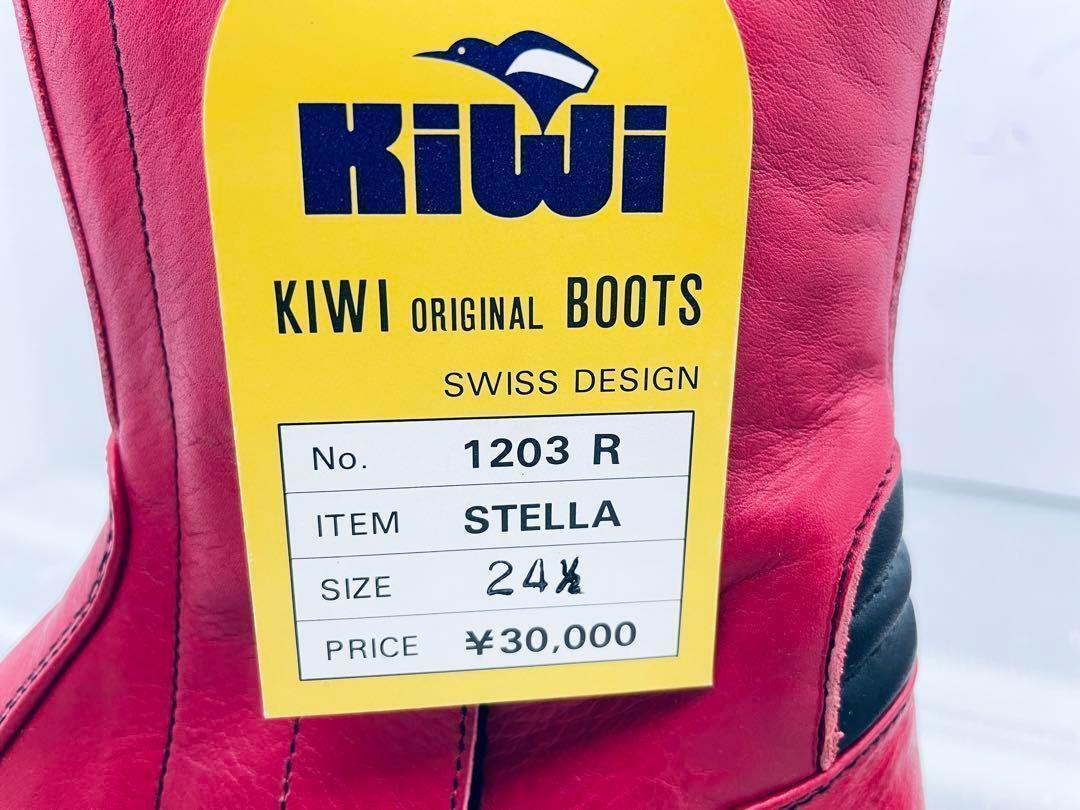 KiWi
KIWI ORIGINAL BOOTS
SWISS DESIGN
No. 1203 R
ITEM STELLA
SIZE 24½
PRICE ¥30,000